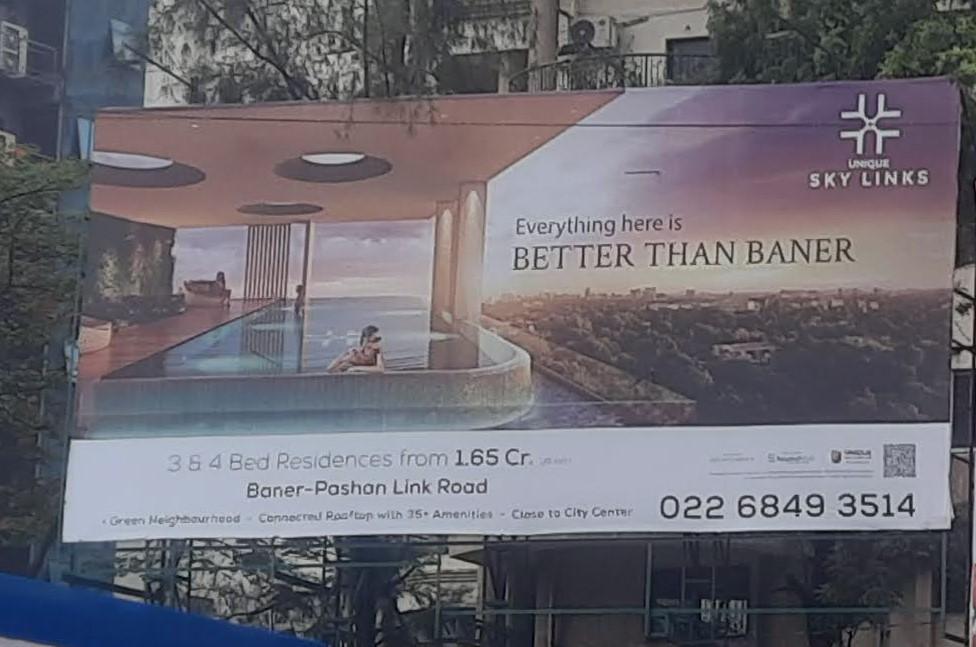 UNIQUE
SKY LINKS
Everything here is
BETTER THAN BANER
3 & 4 Bed Residences from 1.65 Cr.
Baner-Pashan Link Road
• Green Neighbourhood - Connected Rooftop with 35+ Amenities - Close to City Center
UNIQUE
022 6849 3514